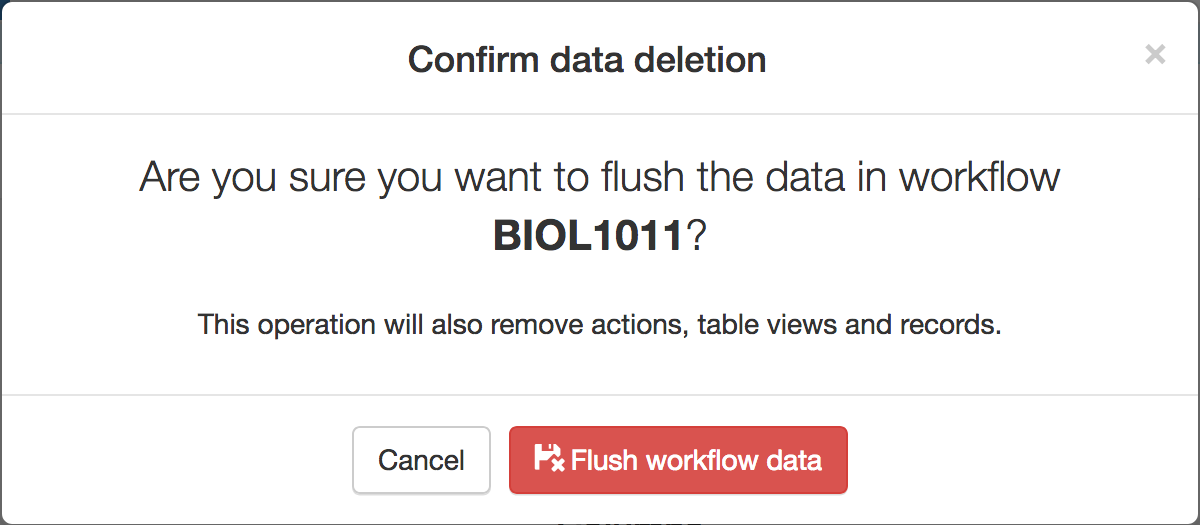 Confirm data deletion
×
Are you sure you want to flush the data in workflow
BIOL1011?
This operation will also remove actions, table views and records.
Cancel
Flush workflow data